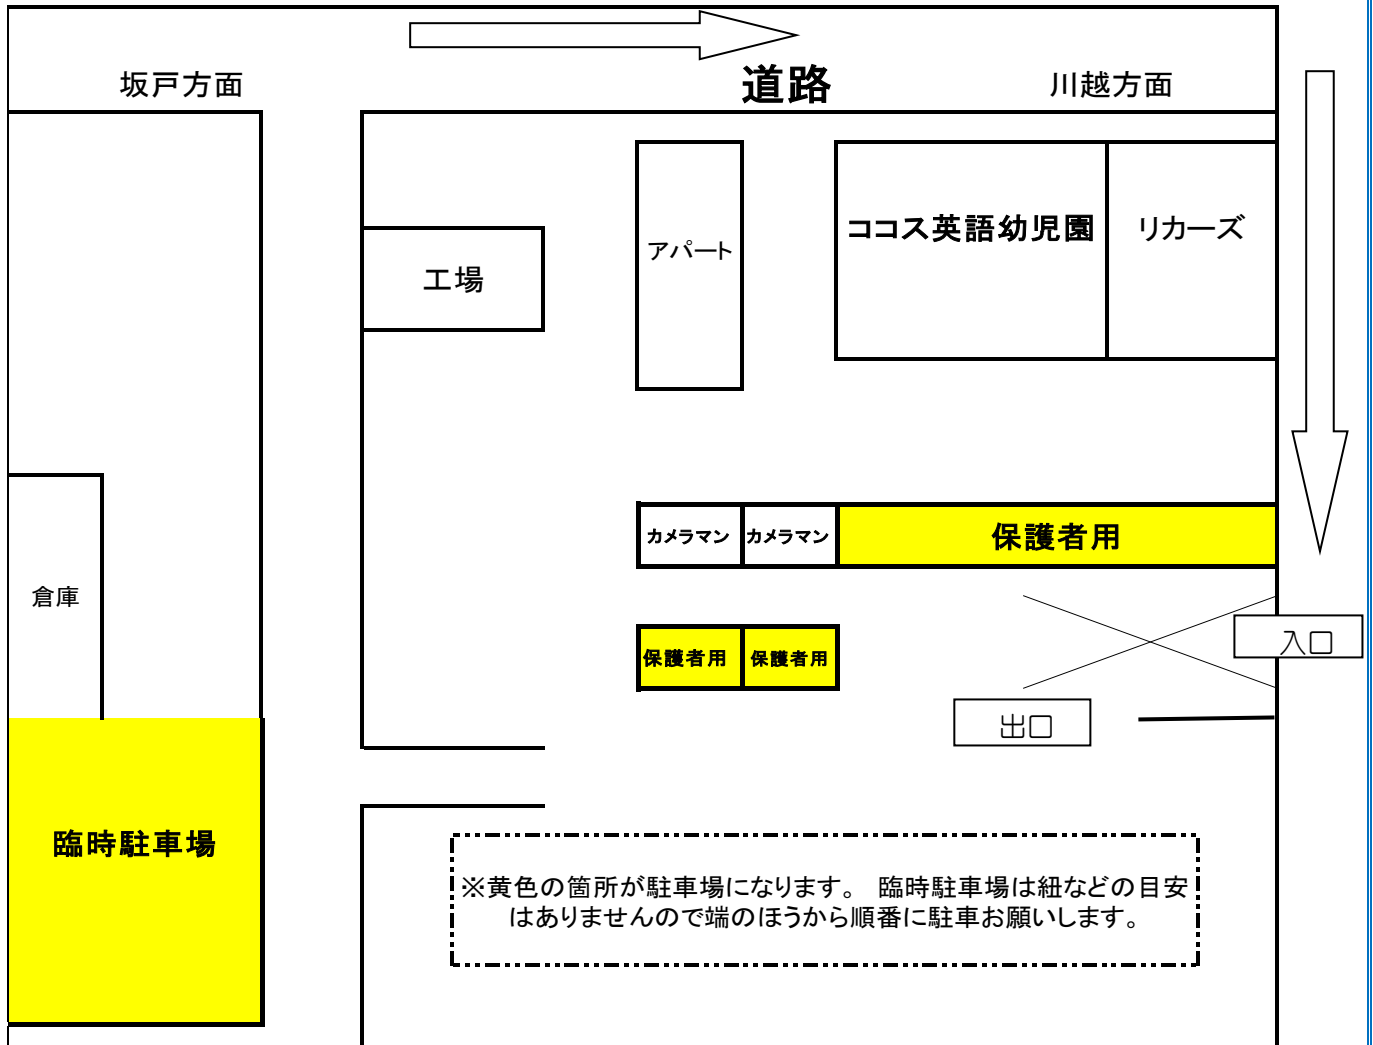 坂戸方面
道路
川越方面
アパート
ココス英語幼児園
リカーズ
工場
カメラマン
カメラマン
保護者用
倉庫
保護者用
保護者用
入口
出口
臨時駐車場
※黄色の箇所が駐車場になります。 臨時駐車場は紐などの目安
はありませんので端のほうから順番に駐車お願いします。